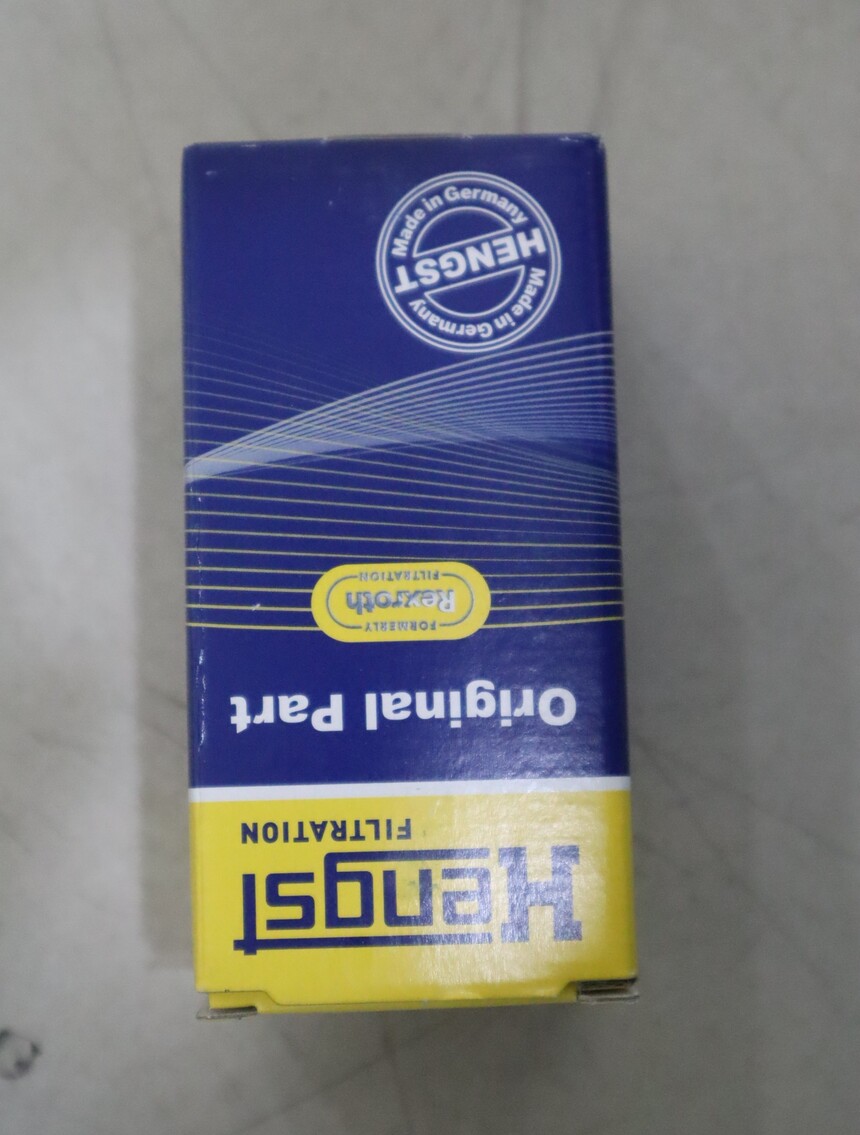 Hengst
FILTRATION
Original Part
FORMERLY
Rexroth
FILTRATION
Made in Germany
HENGST
Made in Germany